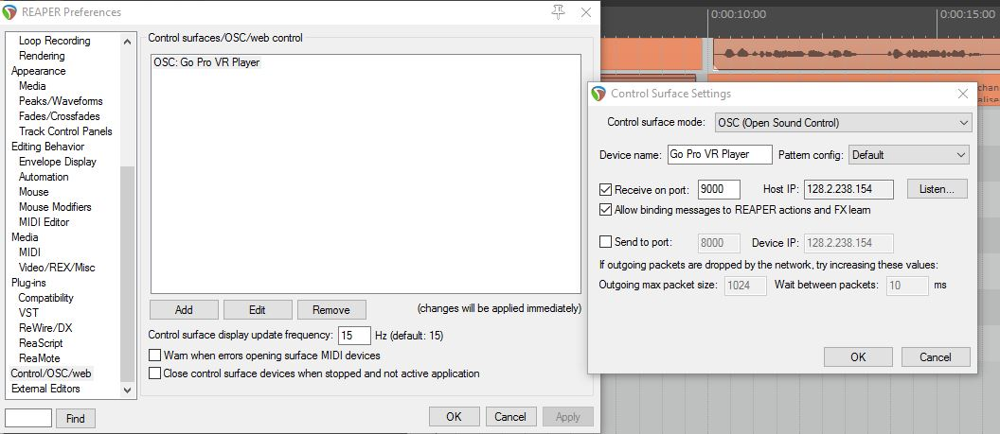 REAPER Preferences
Loop Recording
Rendering
Appearance
Media
Peaks/Waveforms
Fades/Crossfades
Track Control Panels
Editing Behavior
Envelope Display
Automation
Mouse
Mouse Modifiers
MIDI Editor
Media
MIDI
Video/REX/Misc
Plug-ins
Compatibility
VST
ReWire/DX
ReaScript
ReaMote
Control/OSC/web
External Editors
Find
Control surfaces/OSC/web control
OSC: Go Pro VR Player
Add Edit Remove (changes will be applied immediately)
Control surface display update frequency: 15 Hz (default: 15)
Warn when errors opening surface MIDI devices
Close control surface devices when stopped and not active application
OK Cancel Apply
0:00:10:00 0:00:15:00
Control Surface Settings
Control surface mode: OSC (Open Sound Control)
Device name: Go Pro VR Player Pattern config: Default
Receive on port: 9000 Host IP: 128.2.238.154 Listen...
Allow binding messages to REAPER actions and FX learn
Send to port: 8000 Device IP: 128.2.238.154
If outgoing packets are dropped by the network, try increasing these values:
Outgoing max packet size: 1024 Wait between packets: 10 ms
OK Cancel